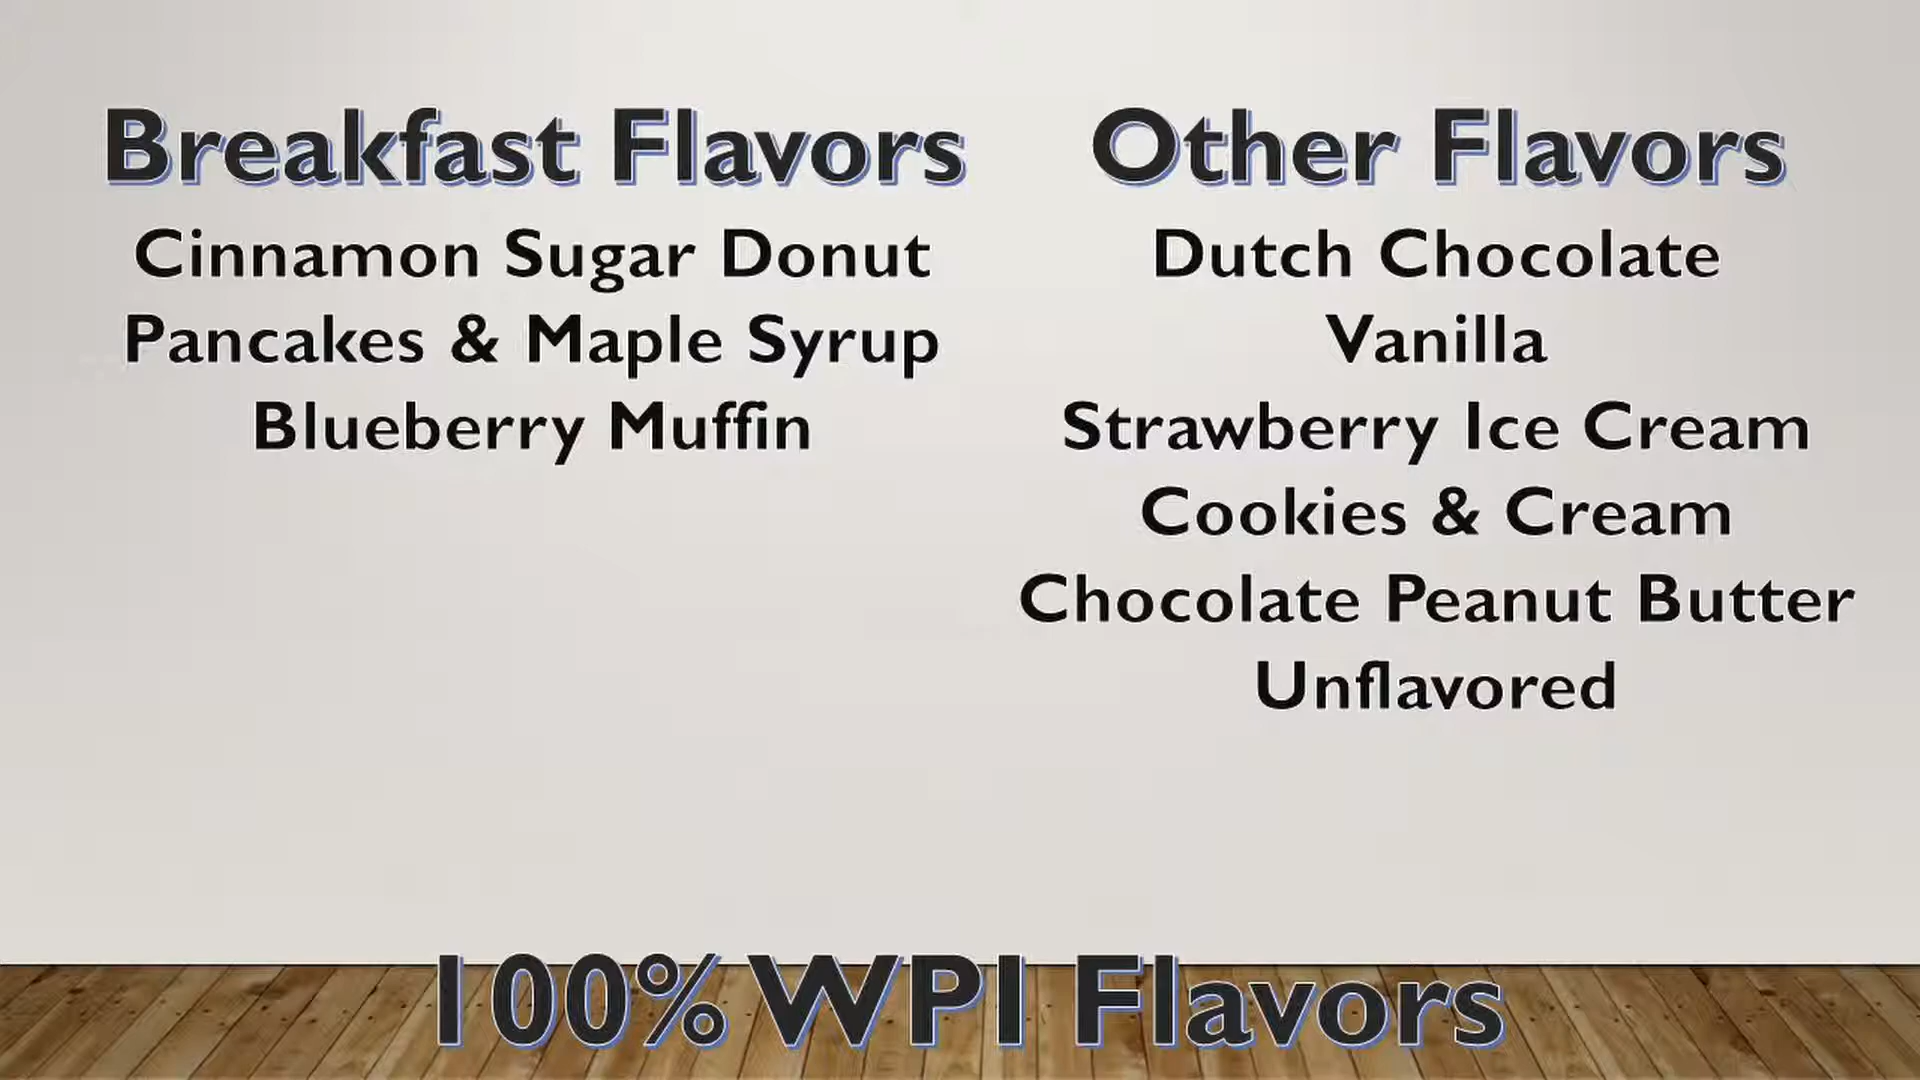 Breakfast Flavors
Cinnamon Sugar Donut
Pancakes & Maple Syrup
Blueberry Muffin
Other Flavors
Dutch Chocolate
Vanilla
Strawberry Ice Cream
Cookies & Cream
Chocolate Peanut Butter
Unflavored
100% WPI Flavors